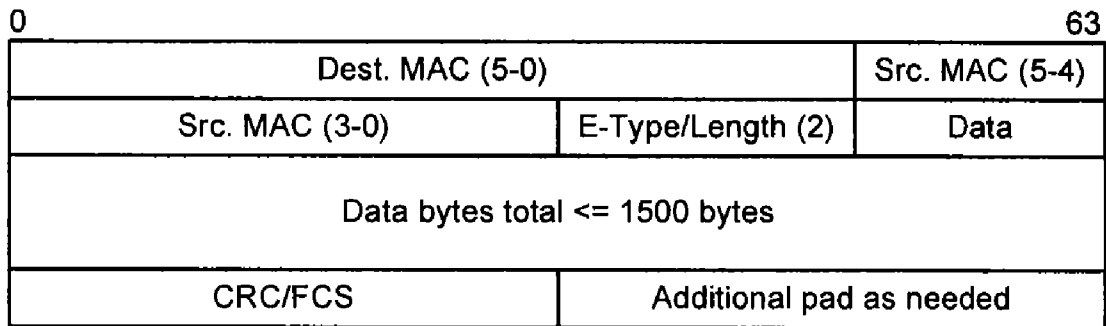 0 63
Dest. MAC (5-0) Src. MAC (5-4)
Src. MAC (3-0) E-Type/Length (2) Data
Data bytes total <= 1500 bytes
CRC/FCS Additional pad as needed